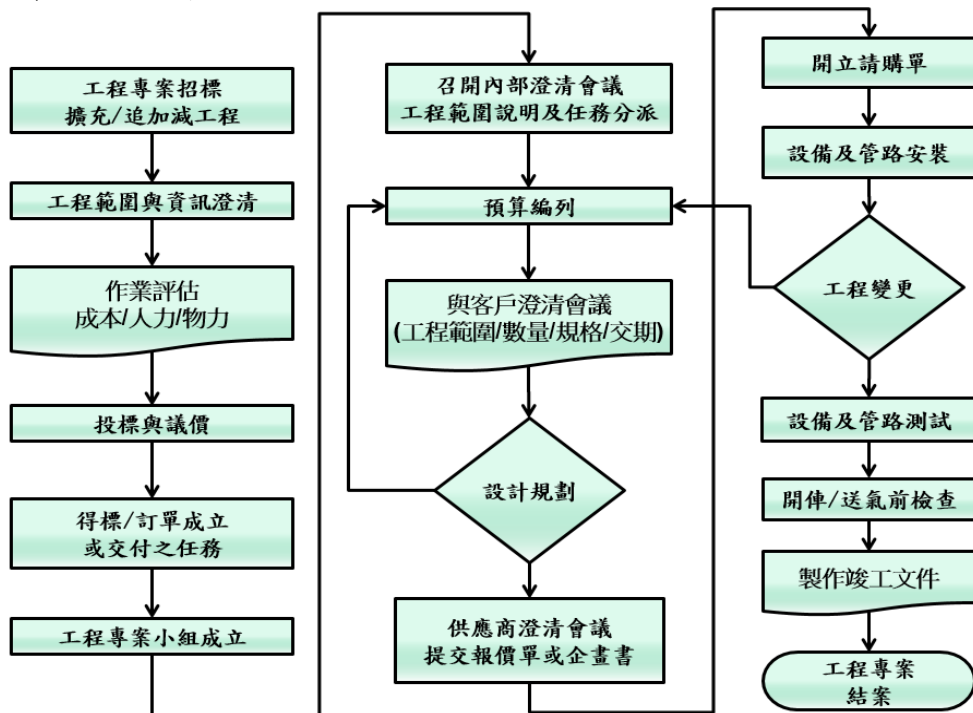 工程專案招標
擴充/追加減工程
工程範圍與資訊澄清
作業評估
成本/人力/物力
投標與議價
得標/訂單成立
或交付之任務
工程專案小組成立
召開內部澄清會議
工程範圍說明及任務分派
預算編列
與客戶澄清會議
(工程範圍/數量/規格/交期)
設計規劃
供應商澄清會議
提交報價單或企畫書
開立請購單
設備及管路安裝
工程變更
設備及管路測試
開俥/送氣前檢查
製作竣工文件
工程專案
結案